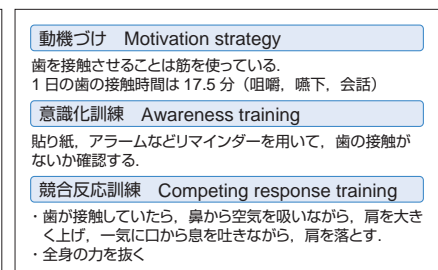 動機づけ　Motivation strategy
歯を接触させることは筋を使っている．
1 日の歯の接触時間は 17.5 分（咀嚼，嚥下，会話）
意識化訓練　Awareness training
貼り紙，アラームなどリマインダーを用いて，歯の接触が
ないか確認する．
競合反応訓練　Competing response training
・歯が接触していたら，鼻から空気を吸いながら，肩を大き
く上げ，一気に口から息を吐きながら，肩を落とす．
・全身の力を抜く